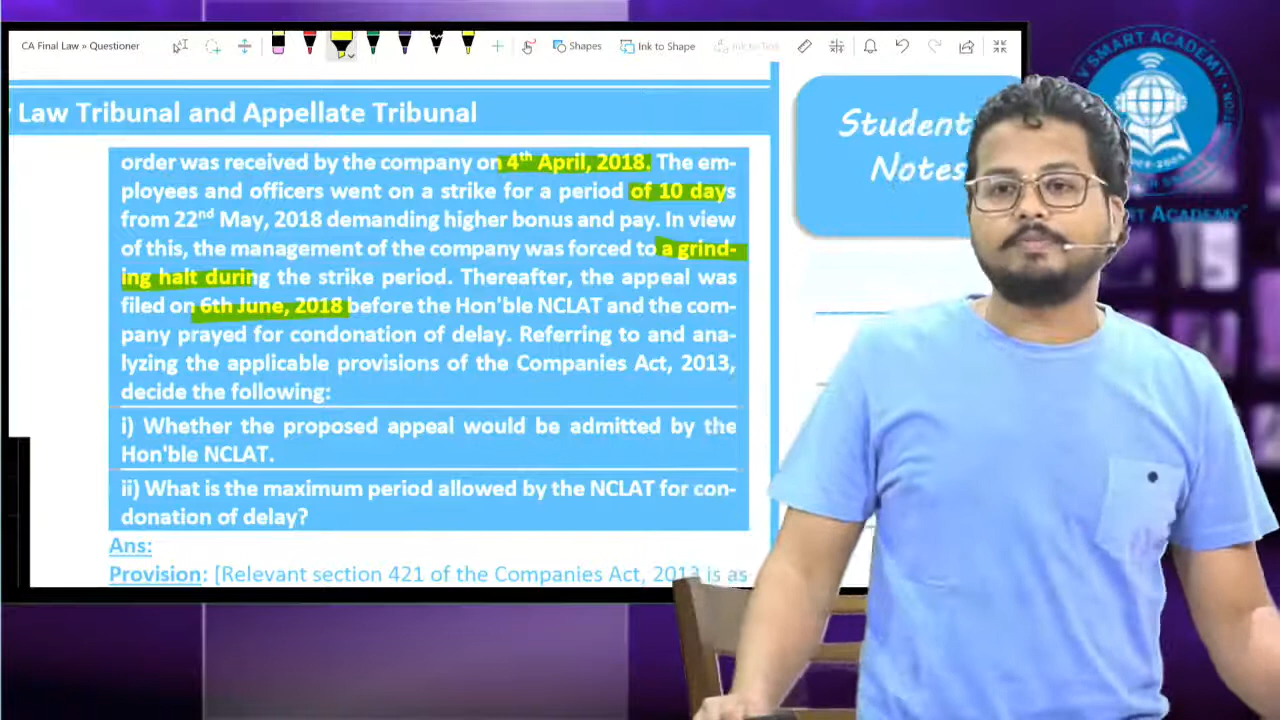 CA Final Law » Questioner
Shapes
Ink to Shape
Ink to Text
V'SMART ACADEMY
Law Tribunal and Appellate Tribunal
Student
Notes
order was received by the company on 4th April, 2018. The em-
ployees and officers went on a strike for a period of 10 days
from 22nd May, 2018 demanding higher bonus and pay. In view
of this, the management of the company was forced to a grind-
ing halt during the strike period. Thereafter, the appeal was
filed on 6th June, 2018 before the Hon'ble NCLAT and the com-
pany prayed for condonation of delay. Referring to and ana-
lyzing the applicable provisions of the Companies Act, 2013,
decide the following:
i) Whether the proposed appeal would be admitted by the
Hon'ble NCLAT.
ii) What is the maximum period allowed by the NCLAT for con-
donation of delay?
Ans:
Provision: [Relevant section 421 of the Companies Act, 2013 is as